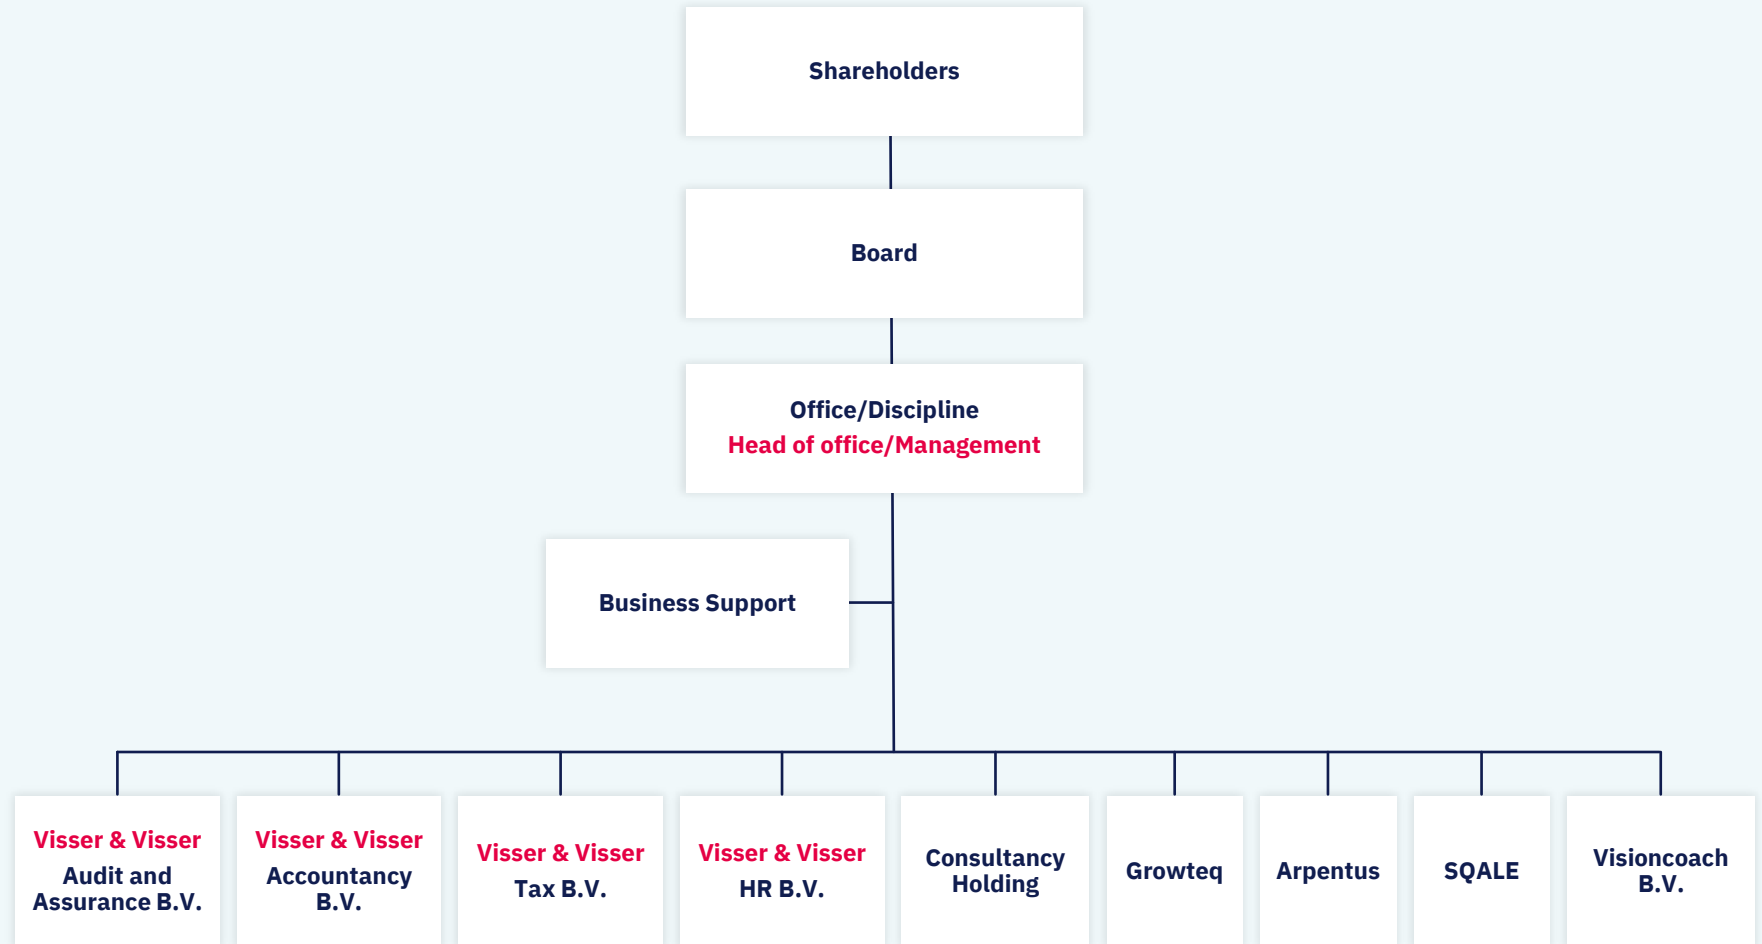 Shareholders
Board
Office/Discipline
Head of office/Management
Business Support
Visser & Visser
Audit and
Assurance B.V.
Visser & Visser
Accountancy
B.V.
Visser & Visser
Tax B.V.
Visser & Visser
HR B.V.
Consultancy
Holding
Growteq
Arpentus
SQALE
Visioncoach
B.V.